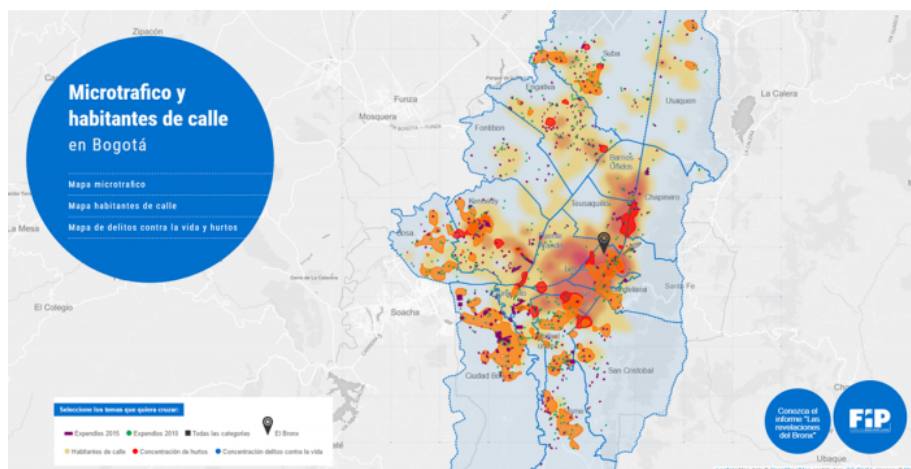 Microtrafico y
habitantes de calle
en Bogotá
Mapa microtrafico
Mapa habitantes de calle
Mapa de delitos contra la vida y hurtos
Zipacón
Funza
Mosquera
La Mesa
El Colegio
Soacha
La Calera
Ubaque
Suba
Engativa
Usaquen
Fontibon
Barrios
Unidos
Teusaquillo
Chapinero
Kennedy
Bosa
Santa Fe
Ciudad Bo
San Cristobal
Seleccione los temas que quiera cruzar:
Expendios 2015
Expendios 2010
Todas las categorías
El Bronx
Habitantes de calle
Concentración de hurtos
Concentración delitos contra la vida
Conozca el
informe "Las
revelaciones
del Bronx"
FiP